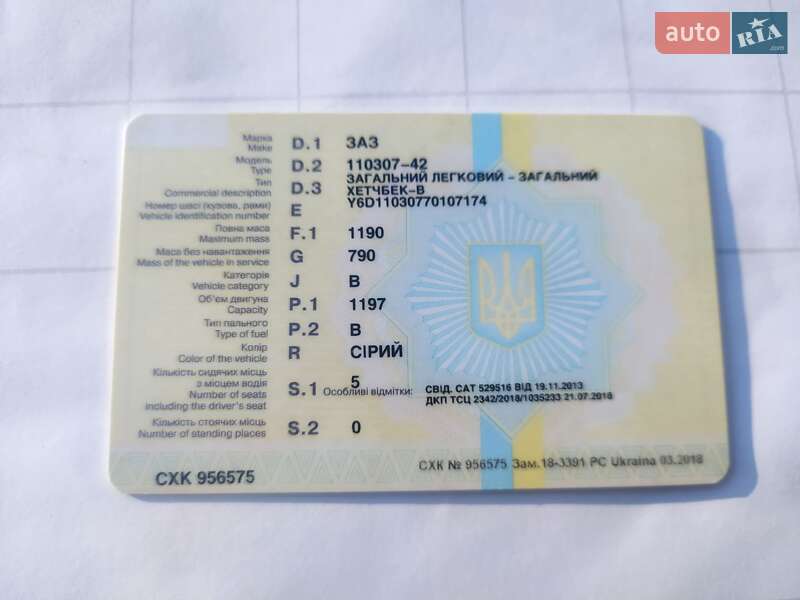 auto RIA.com
Марка
Make D.1 ЗАЗ
Модель
Type D.2 110307-42
Тип
Commercial description D.3 ЗАГАЛЬНИЙ ЛЕГКОВИЙ - ЗАГАЛЬНИЙ
ХЕТЧБЕК-В
Номер шасі (кузова, рами)
Vehicle identification number E Y6D11030770107174
Повна маса
Maximum mass F.1 1190
Маса без навантаження
Mass of the vehicle in service G 790
Категорія
Vehicle category J B
Об'єм двигуна
Capacity P.1 1197
Тип пального
Type of fuel P.2 B
Колір
Color of the vehicle R СІРИЙ
Кількість сидячих місць
з місцем водія
Number of seats
including the driver's seat S.1 5
Особливі відмітки: СВІД. САТ 529516 ВІД 19.11.2013
ДКП ТСЦ 2342/2018/1035233 21.07.2018
Кількість стоячих місць
Number of standing places S.2 0
СХК № 956575 Зам.18-3391 PC Ukraina 03.2018
СХК 956575